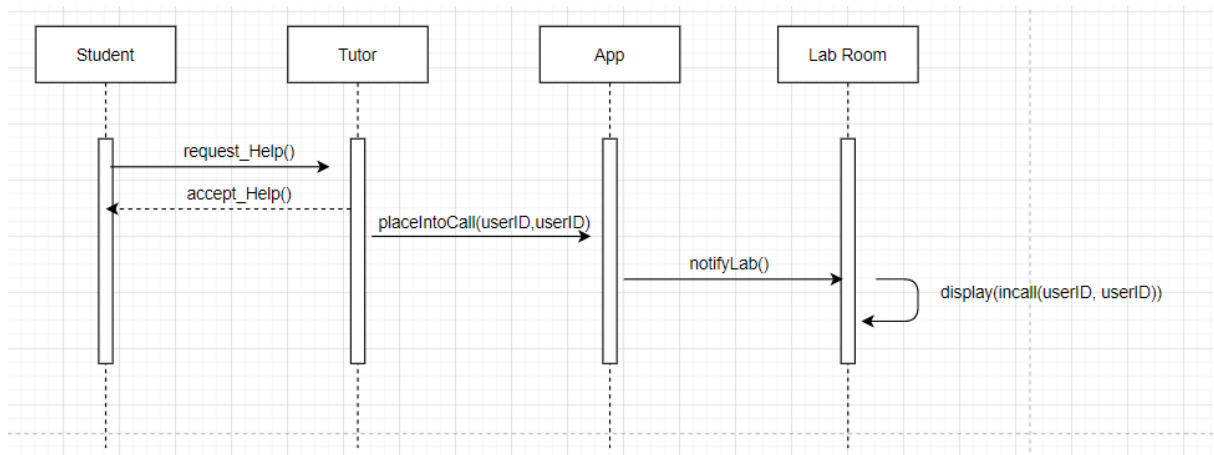 Student
Tutor
App
Lab Room
request_Help()
accept_Help()
placeIntoCall(userID,userID)
notifyLab()
display(incall(userID, userID))